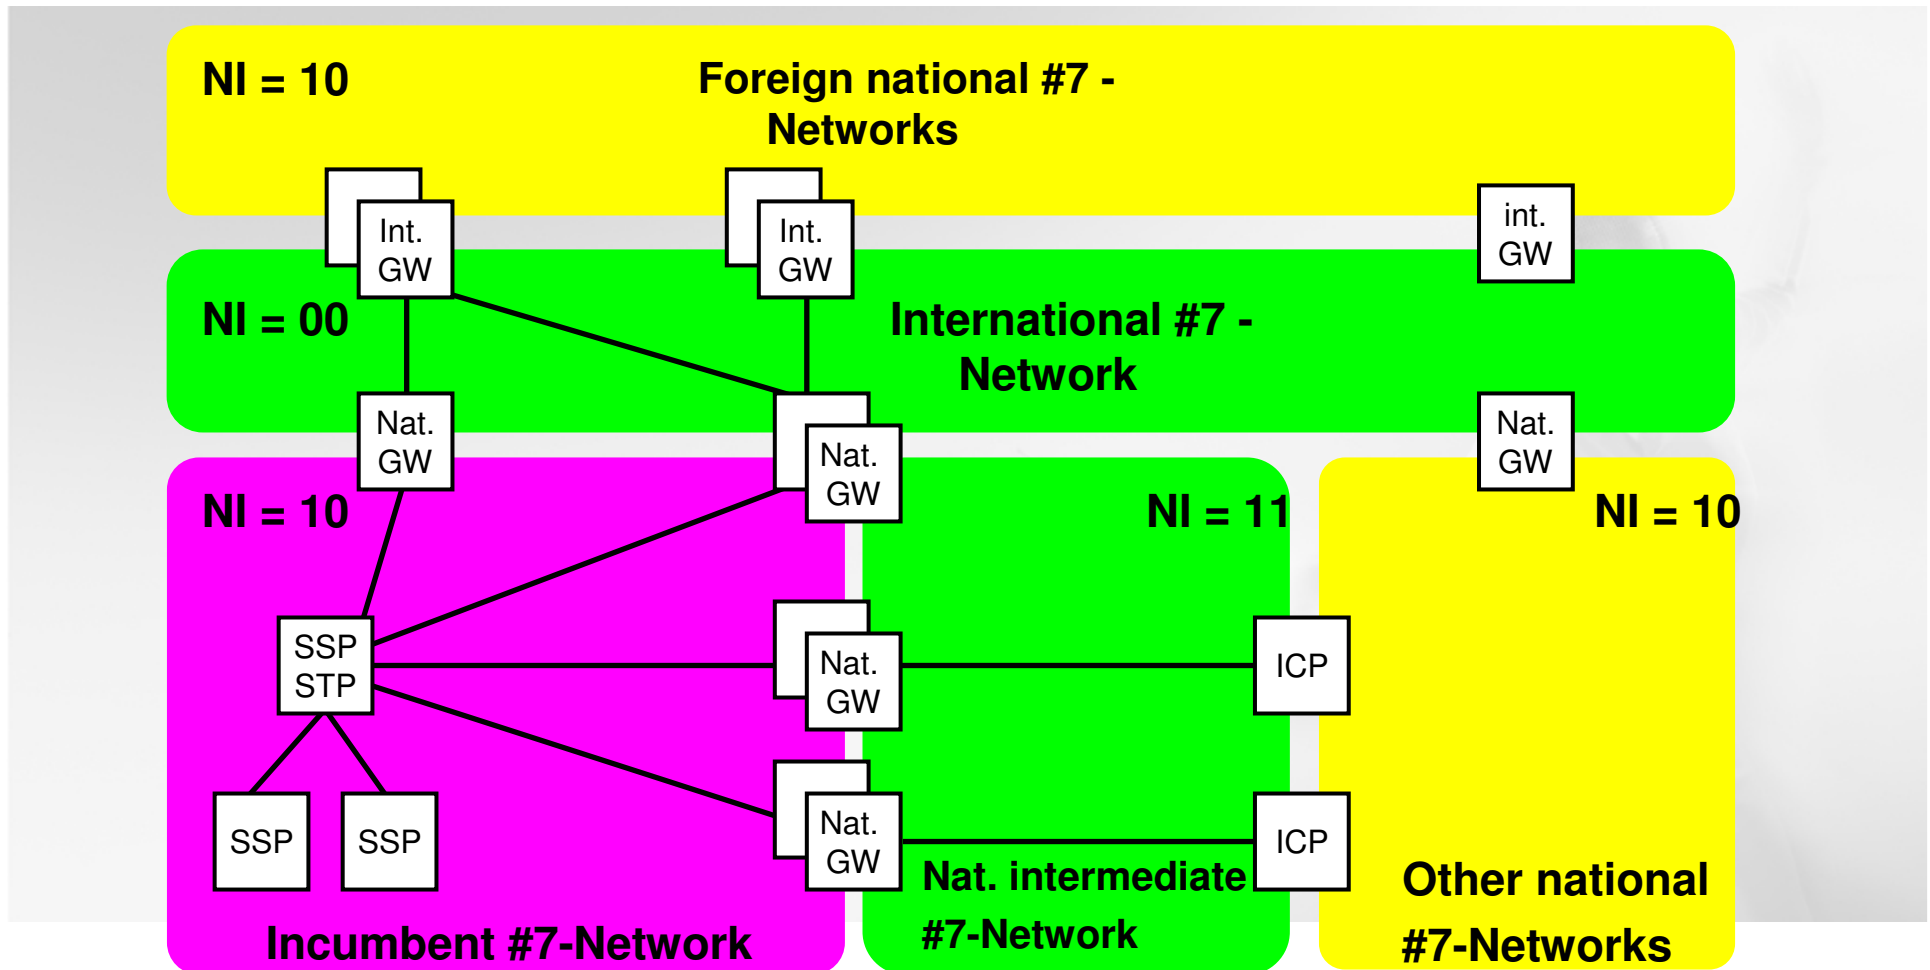 NI = 10
Foreign national #7 -
Networks
Int.
GW
Int.
GW
int.
GW
NI = 00
International #7 -
Network
Nat.
GW
Nat.
GW
Nat.
GW
NI = 10
NI = 11
NI = 10
SSP
STP
Nat.
GW
ICP
SSP
SSP
Nat.
GW
ICP
Nat. intermediate
#7-Network
Other national
#7-Networks
Incumbent #7-Network